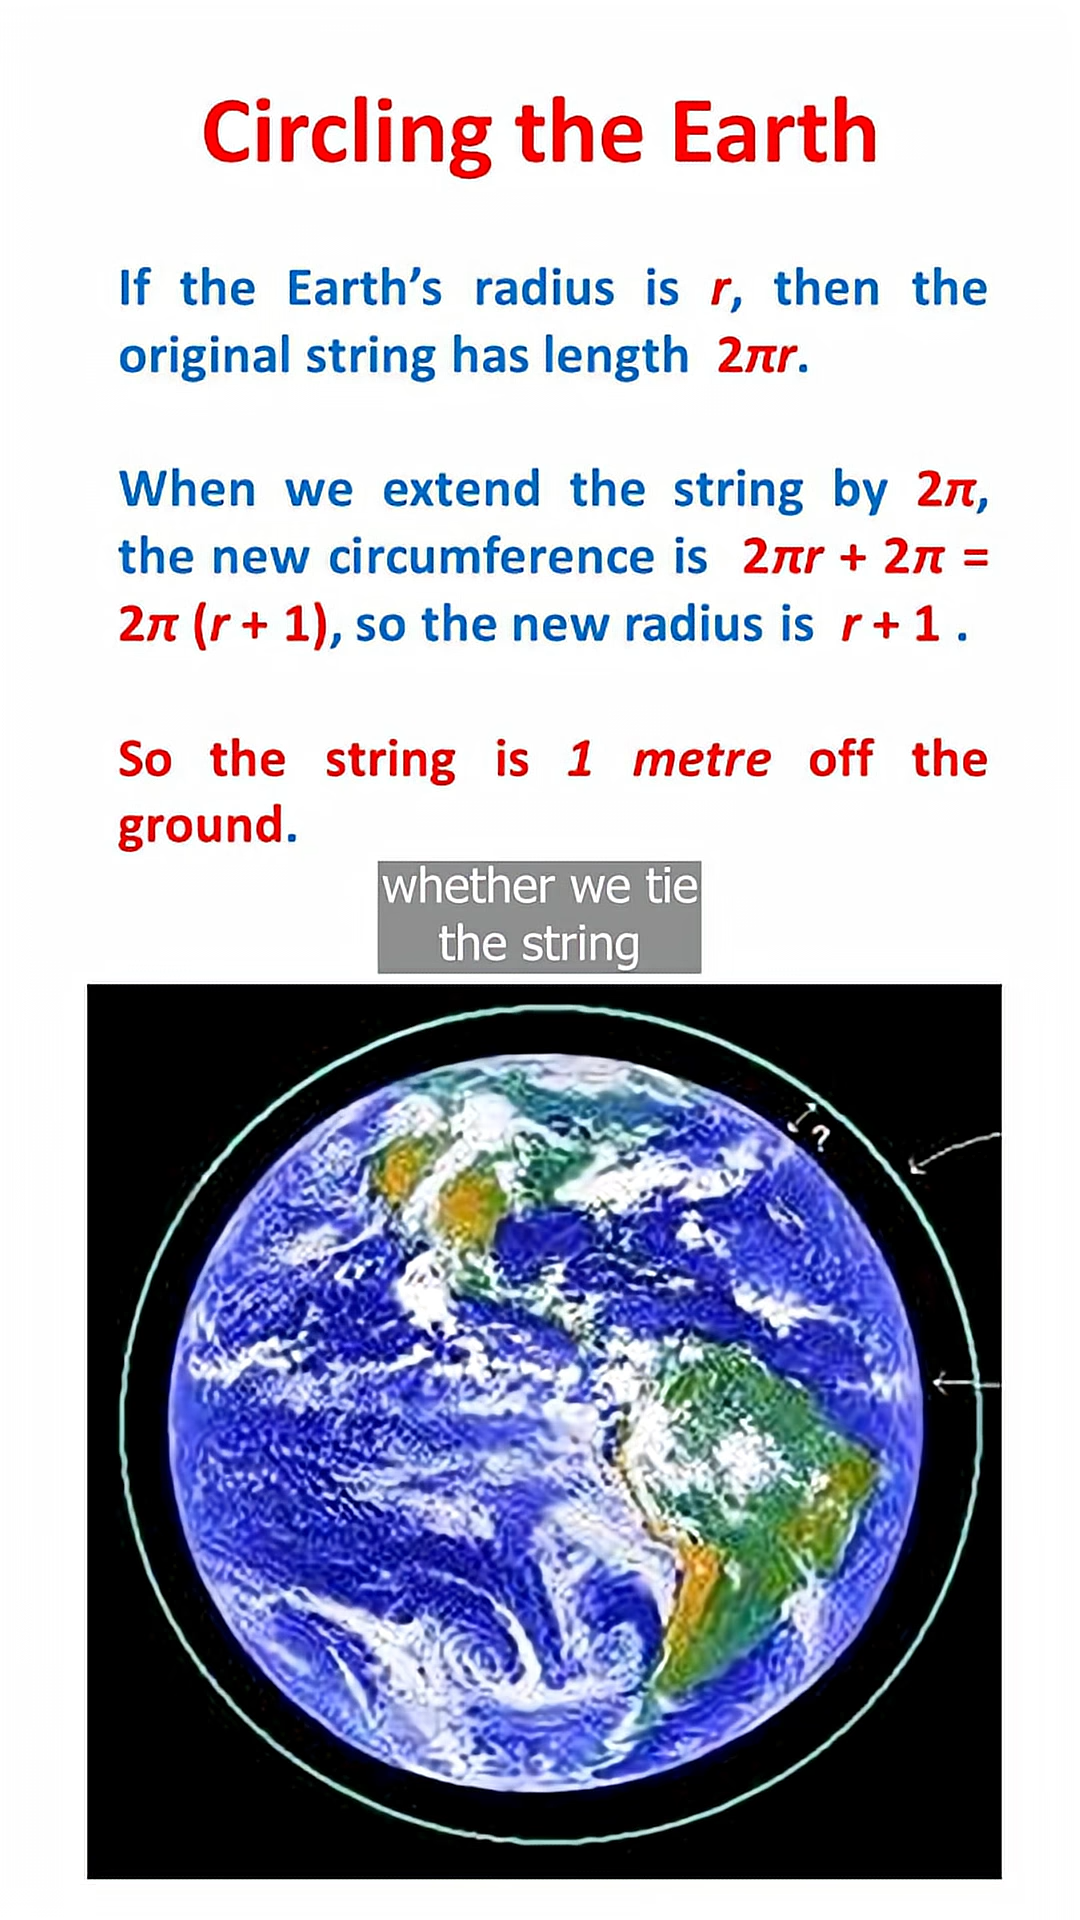 Circling the Earth
If the Earth's radius is r, then the
original string has length 2πr.
When we extend the string by 2π,
the new circumference is 2πr + 2π =
2π (r + 1), so the new radius is r + 1 .
So the string is 1 metre off the
ground.
whether we tie
the string
?